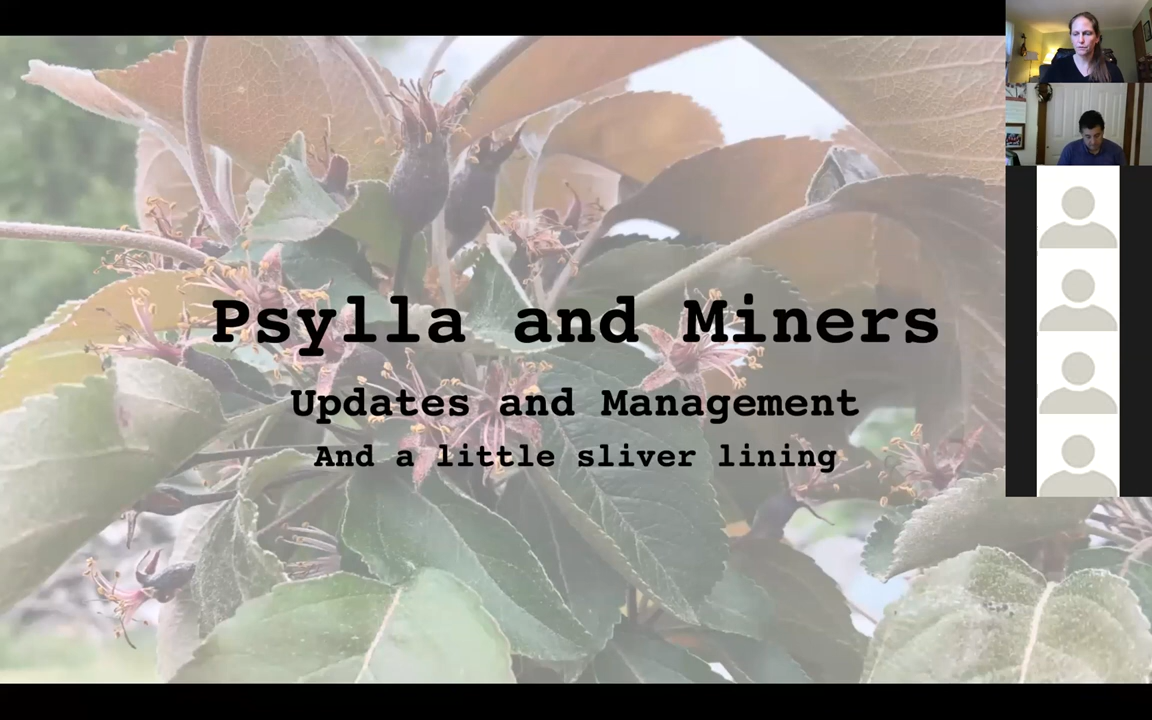 Psylla and Miners
Updates and Management
And a little sliver lining